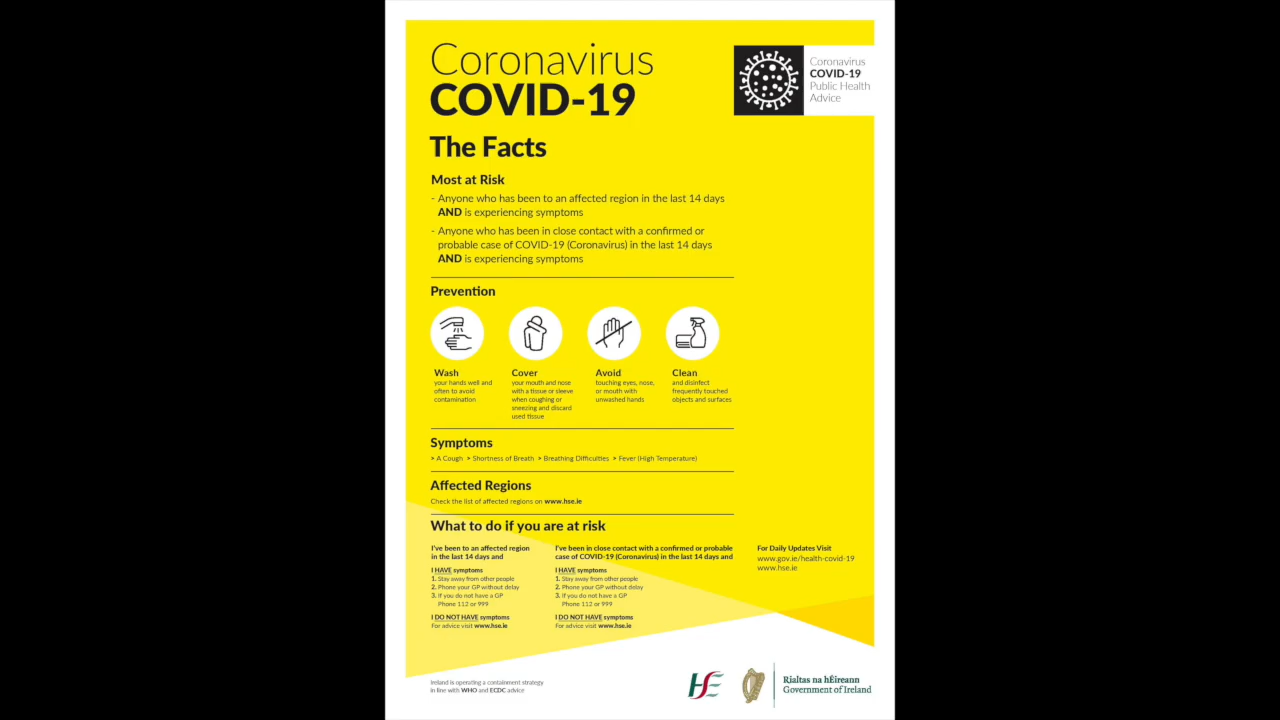 Coronavirus
COVID-19
Coronavirus
COVID-19
Public Health
Advice
The Facts
Most at Risk
- Anyone who has been to an affected region in the last 14 days
AND is experiencing symptoms
- Anyone who has been in close contact with a confirmed or
probable case of COVID-19 (Coronavirus) in the last 14 days
AND is experiencing symptoms
Prevention
Wash
your hands well and
often to avoid
contamination
Cover
your mouth and nose
with a tissue or sleeve
when coughing or
sneezing and discard
used tissue
Avoid
touching eyes, nose,
or mouth with
unwashed hands
Clean
and disinfect
frequently touched
objects and surfaces
Symptoms
> A Cough > Shortness of Breath > Breathing Difficulties > Fever (High Temperature)
Affected Regions
Check the list of affected regions on www.hse.ie
What to do if you are at risk
I've been to an affected region
in the last 14 days and
I HAVE symptoms
1. Stay away from other people
2. Phone your GP without delay
3. If you do not have a GP
Phone 112 or 999
I DO NOT HAVE symptoms
For advice visit www.hse.ie
I've been in close contact with a confirmed or probable
case of COVID-19 (Coronavirus) in the last 14 days and
I HAVE symptoms
1. Stay away from other people
2. Phone your GP without delay
3. If you do not have a GP
Phone 112 or 999
I DO NOT HAVE symptoms
For advice visit www.hse.ie
For Daily Updates Visit
www.gov.ie/health-covid-19
www.hse.ie
Ireland is operating a containment strategy
in line with WHO and ECDC advice
HSE
Rialtas na hÉireann
Government of Ireland